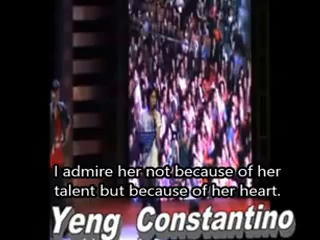 I admire her not because of her
talent but because of her heart.
Yeng Constantino